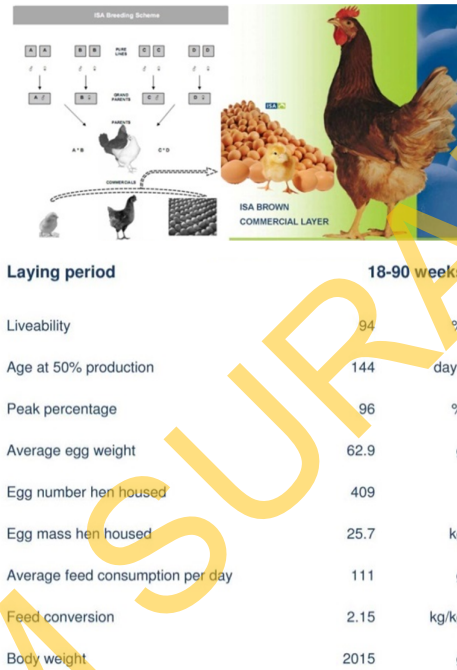 ISA Breeding Scheme
A A B B C C D D
PURE LINES
♂ ♀ ♂ ♀ ♂ ♀ ♂ ♀
A ♂ B ♀ C ♂ D ♀
GRAND PARENTS
PARENTS
A * B C * D
COMMERCIALS
ISA
ISA BROWN
COMMERCIAL LAYER
Laying period 18-90 weeks
Liveability 94 %
Age at 50% production 144 day
Peak percentage 96 %
Average egg weight 62.9
Egg number hen housed 409
Egg mass hen housed 25.7 k
Average feed consumption per day 111
Feed conversion 2.15 kg/k
Body weight 2015